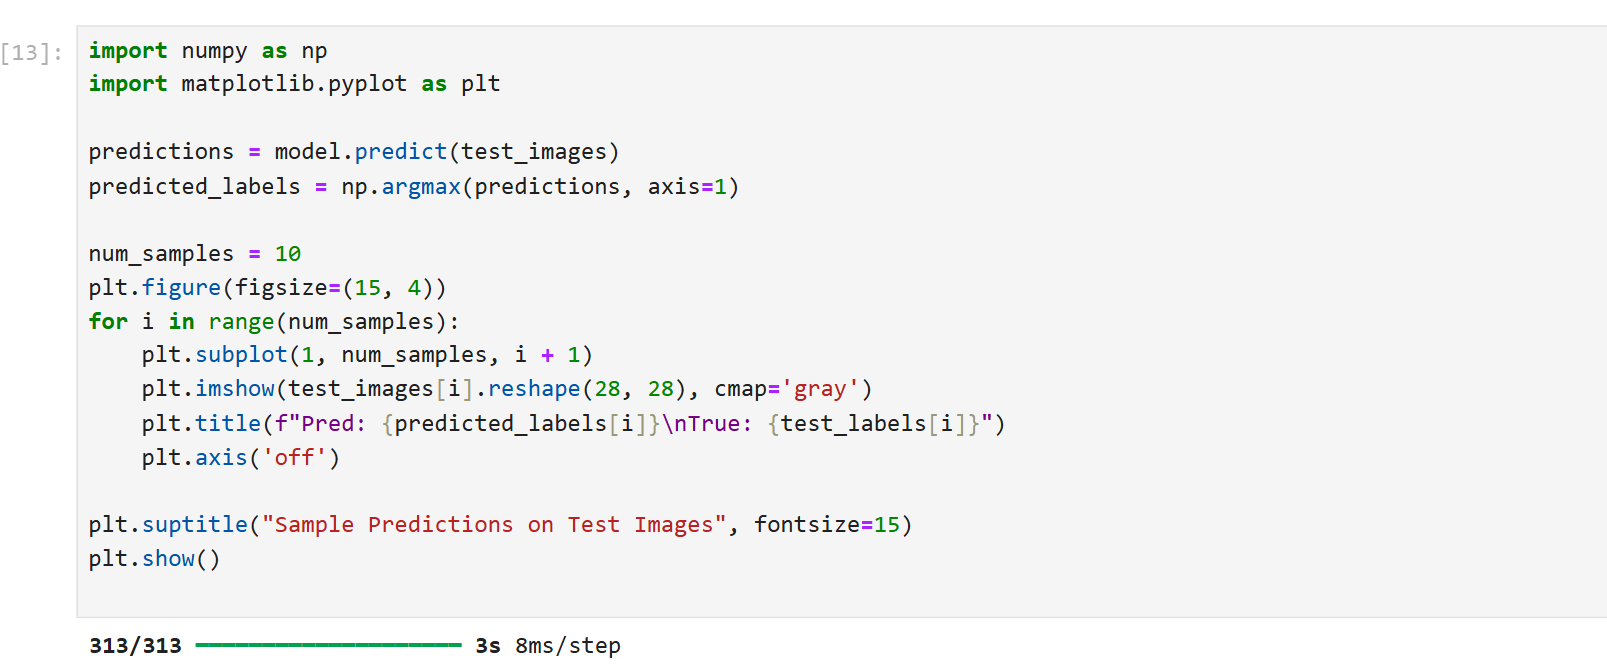 [13]:
import numpy as np
import matplotlib.pyplot as plt
predictions = model.predict(test_images)
predicted_labels = np.argmax(predictions, axis=1)
num_samples = 10
plt.figure(figsize=(15, 4))
for i in range(num_samples):
    plt.subplot(1, num_samples, i + 1)
    plt.imshow(test_images[i].reshape(28, 28), cmap='gray')
    plt.title(f"Pred: {predicted_labels[i]}\nTrue: {test_labels[i]}")
    plt.axis('off')
plt.suptitle("Sample Predictions on Test Images", fontsize=15)
plt.show()
313/313 ━━━━━━━━━━━━━━━━━━━━ 3s 8ms/step